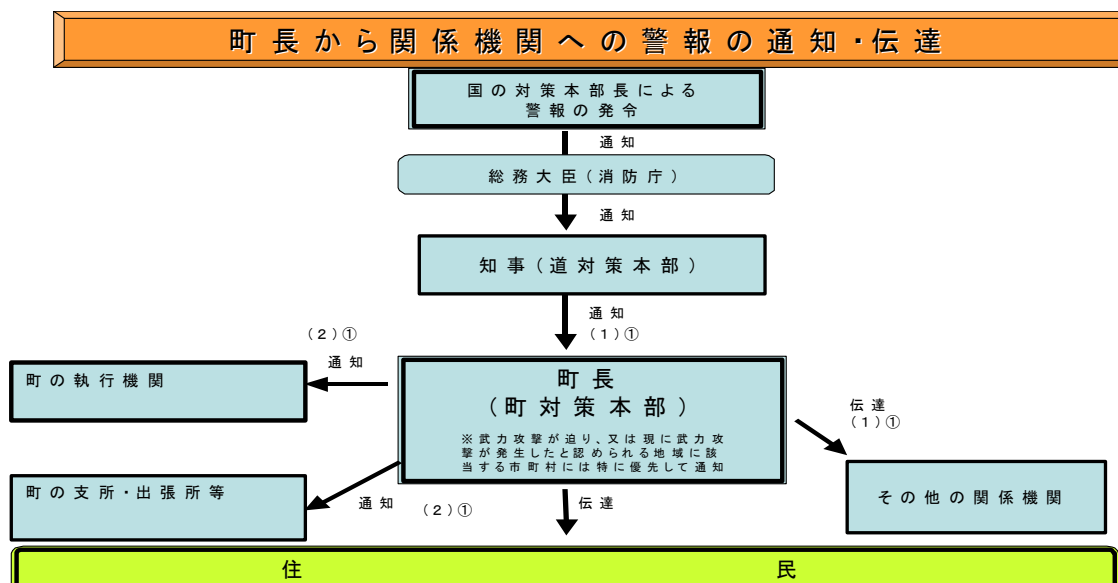 町長から関係機関への警報の通知・伝達
国の対策本部長による
警報の発令
通知
総務大臣(消防庁)
通知
知事(道対策本部)
通知
(1)①
(2)①
通知
町の執行機関
町長
(町対策本部)
※武力攻撃が迫り、又は現に武力攻
撃が発生したと認められる地域に該
当する市町村には特に優先して通知
伝達
(1)①
町の支所・出張所等
通知 (2)①
伝達
その他の関係機関
住民